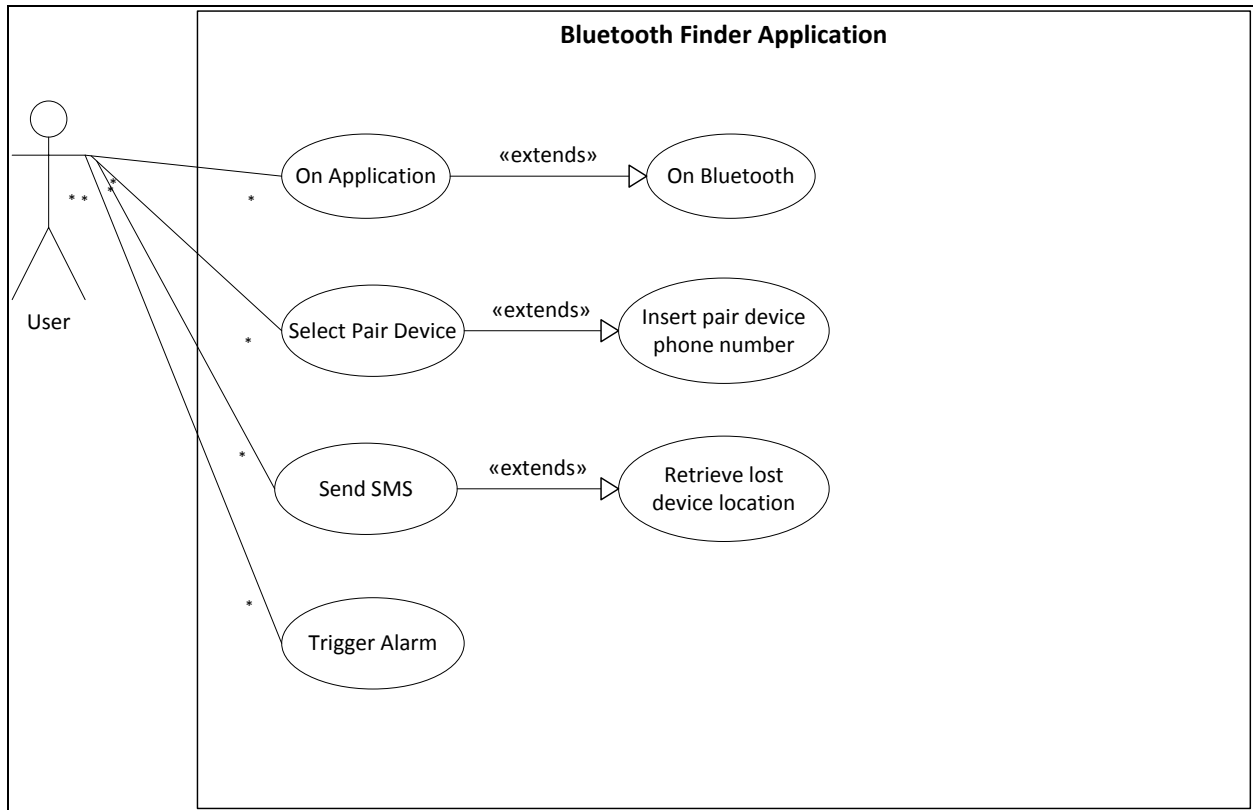 Bluetooth Finder Application
On Application
«extends»
On Bluetooth
*
*
*
*
*
User
Select Pair Device
«extends»
Insert pair device
phone number
*
Send SMS
«extends»
Retrieve lost
device location
*
Trigger Alarm
*